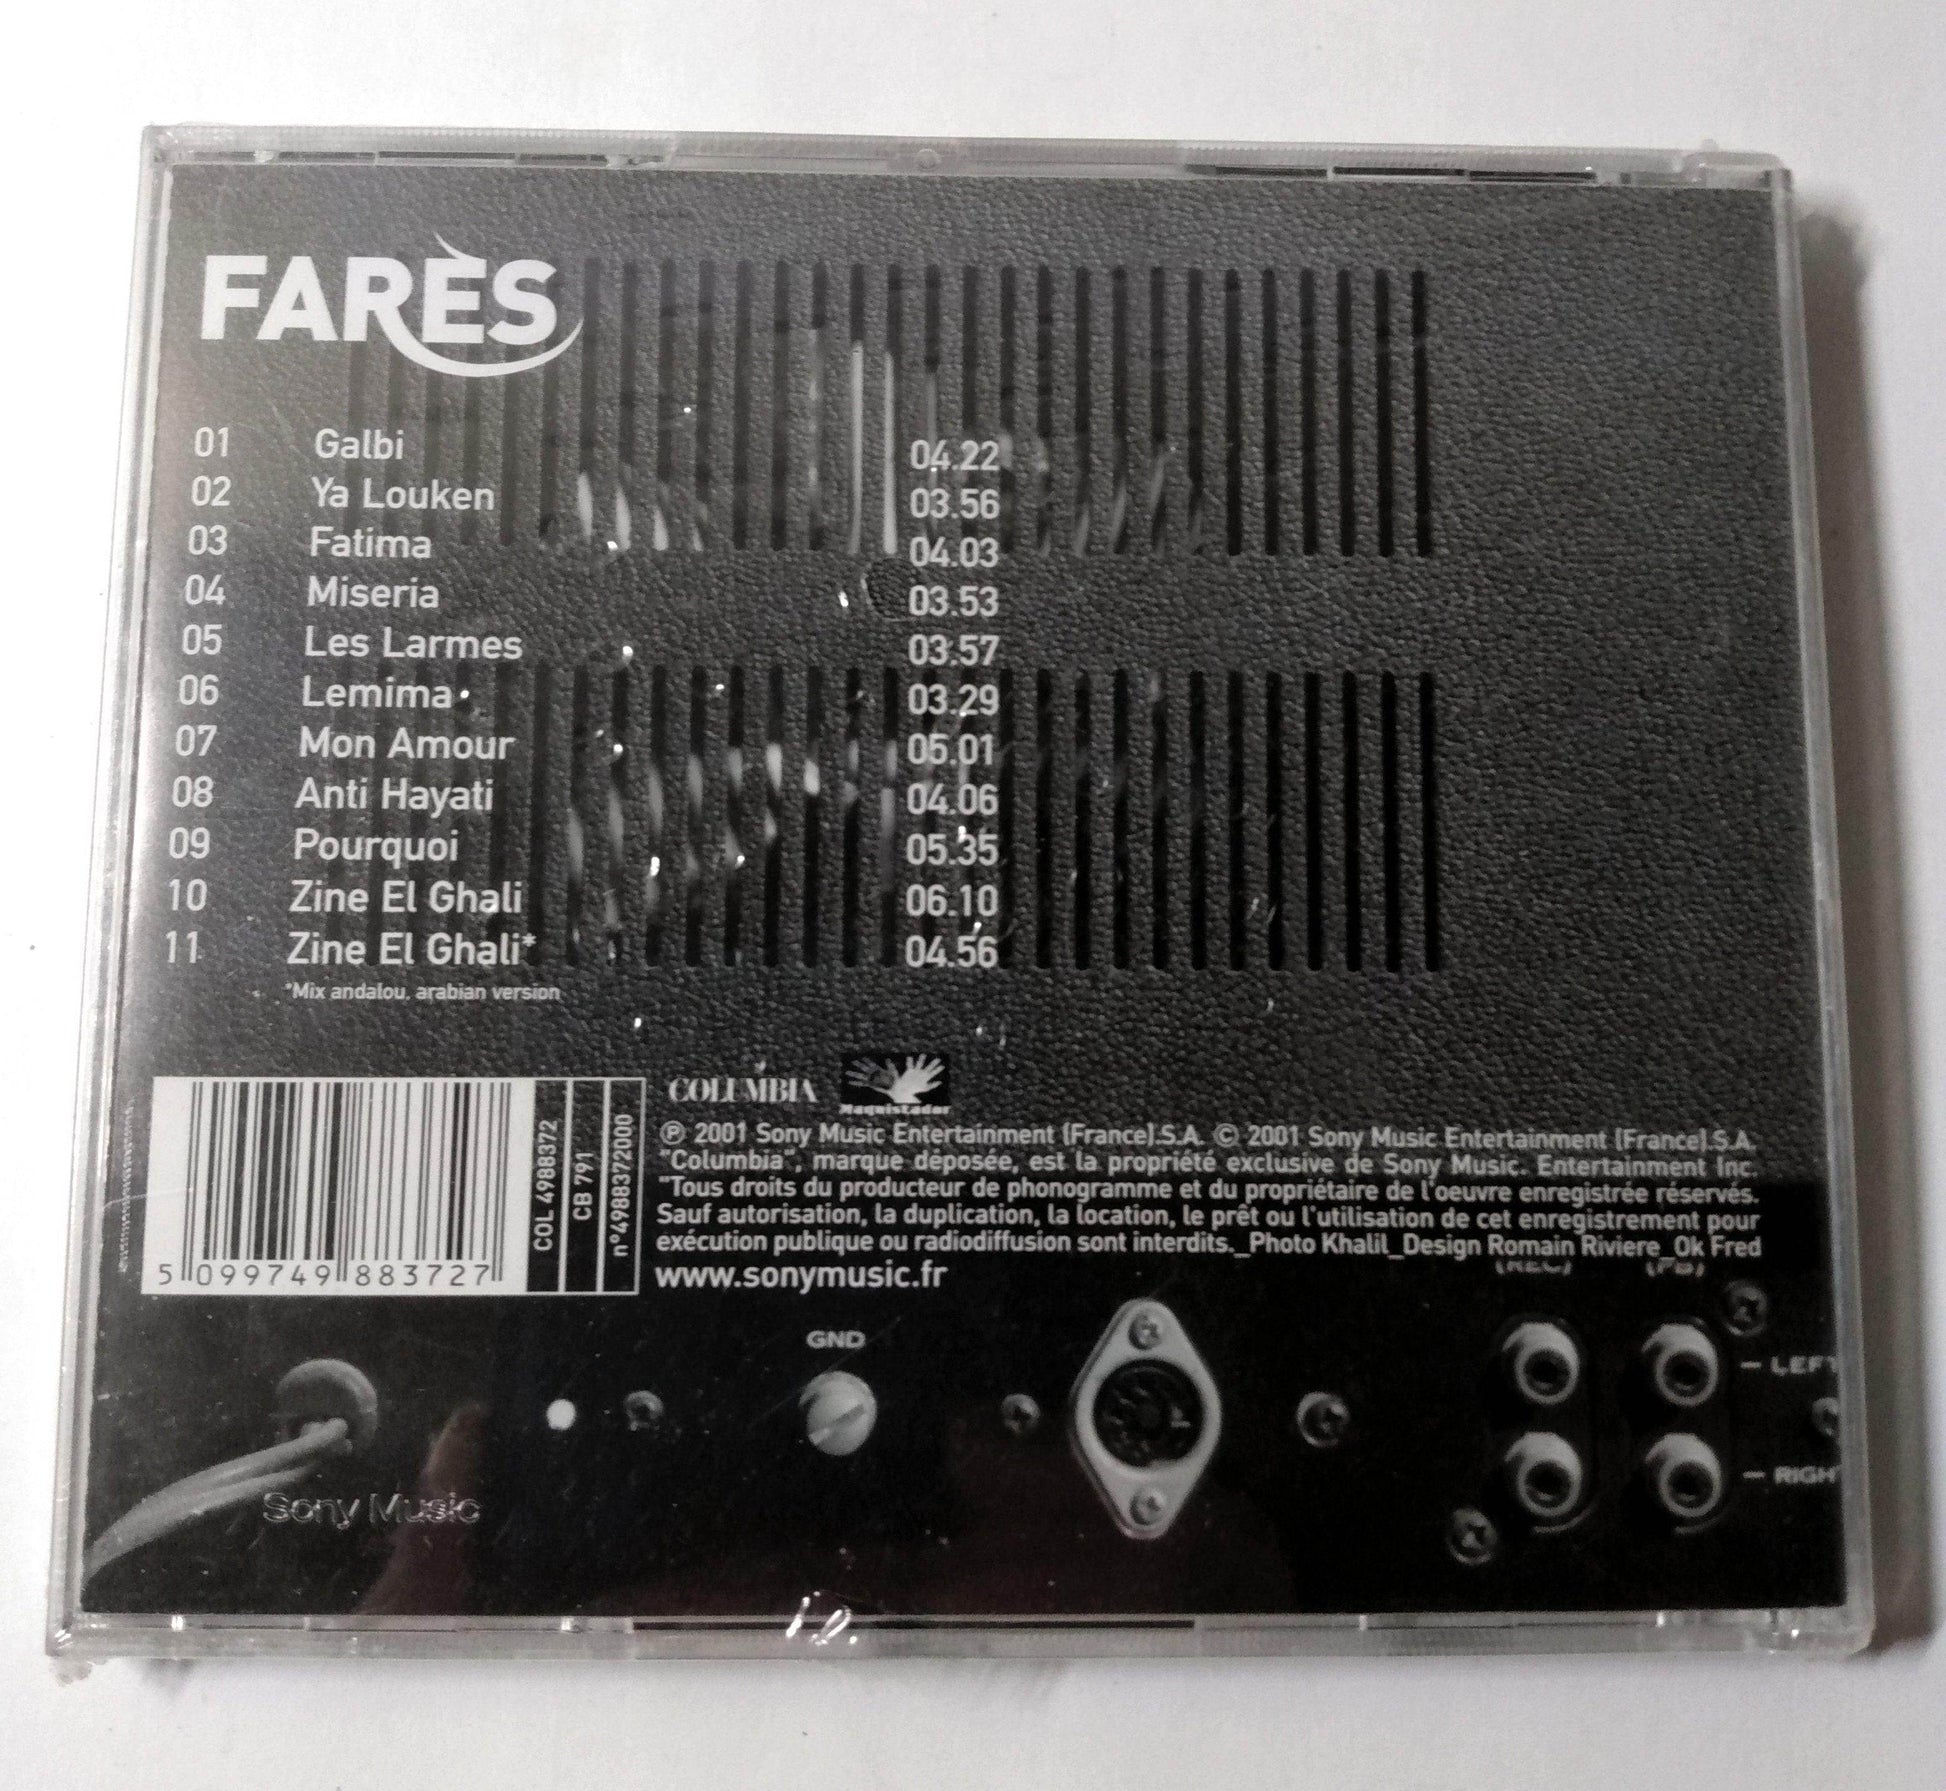 FARÈS
01 Galbi 04.22
02 Ya Louken 03.56
03 Fatima 04.03
04 Miseria 03.53
05 Les Larmes 03.57
06 Lemima 03.29
07 Mon Amour 05.01
08 Anti Hayati 04.06
09 Pourquoi 05.35
10 Zine El Ghali 06.10
11 Zine El Ghali* 04.56
*Mix andalou, arabian version
5 099749 883727
COL 4988372
CB 791
n°4988372000
COLUMBIA
Maquistador
℗ 2001 Sony Music Entertainment (France).S.A. © 2001 Sony Music Entertainment (France).S.A.
"Columbia", marque déposée, est la propriété exclusive de Sony Music. Entertainment Inc.
"Tous droits du producteur de phonogramme et du propriétaire de l'oeuvre enregistrée réservés.
Sauf autorisation, la duplication, la location, le prêt ou l'utilisation de cet enregistrement pour
exécution publique ou radiodiffusion sont interdits._Photo Khalil_Design Romain Riviere_Ok Fred
www.sonymusic.fr
(REC) (PB)
GND
– LEFT
– RIGH
Sony Music